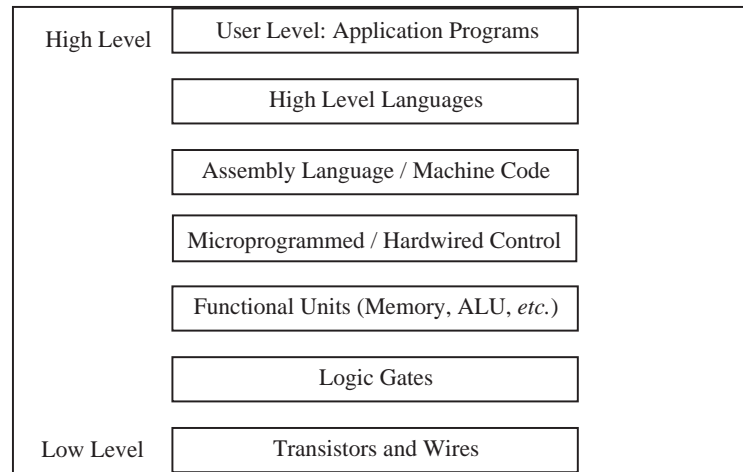 User Level: Application Programs
High Level
High Level Languages
Assembly Language / Machine Code
Microprogrammed / Hardwired Control
Functional Units (Memory, ALU, etc.)
Logic Gates
Low Level
Transistors and Wires